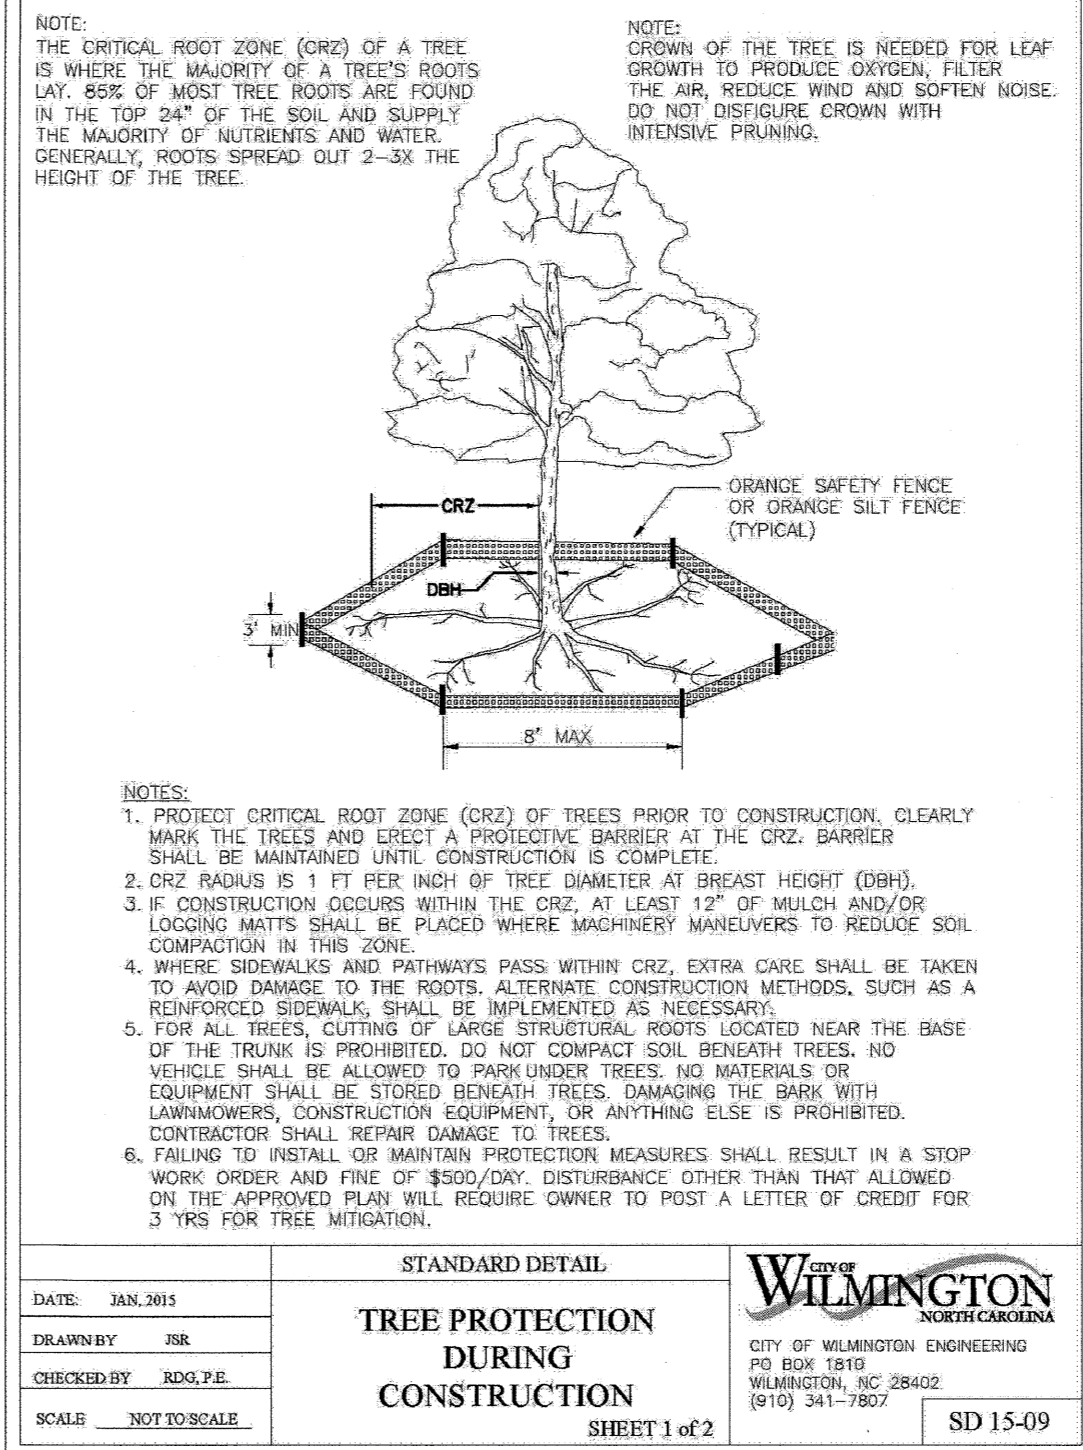 NOTE:
THE CRITICAL ROOT ZONE (CRZ) OF A TREE
IS WHERE THE MAJORITY OF A TREE'S ROOTS
LAY. 85% OF MOST TREE ROOTS ARE FOUND
IN THE TOP 24" OF THE SOIL AND SUPPLY
THE MAJORITY OF NUTRIENTS AND WATER.
GENERALLY, ROOTS SPREAD OUT 2-3X THE
HEIGHT OF THE TREE.
NOTE:
CROWN OF THE TREE IS NEEDED FOR LEAF
GROWTH TO PRODUCE OXYGEN, FILTER
THE AIR, REDUCE WIND AND SOFTEN NOISE.
DO NOT DISFIGURE CROWN WITH
INTENSIVE PRUNING.
ORANGE SAFETY FENCE
OR ORANGE SILT FENCE
(TYPICAL)
CRZ
DBH
3' MIN
8' MAX
NOTES:
1. PROTECT CRITICAL ROOT ZONE (CRZ) OF TREES PRIOR TO CONSTRUCTION. CLEARLY
MARK THE TREES AND ERECT A PROTECTIVE BARRIER AT THE CRZ. BARRIER
SHALL BE MAINTAINED UNTIL CONSTRUCTION IS COMPLETE.
2. CRZ RADIUS IS 1 FT PER INCH OF TREE DIAMETER AT BREAST HEIGHT (DBH).
3. IF CONSTRUCTION OCCURS WITHIN THE CRZ, AT LEAST 12" OF MULCH AND/OR
LOGGING MATTS SHALL BE PLACED WHERE MACHINERY MANEUVERS TO REDUCE SOIL
COMPACTION IN THIS ZONE.
4. WHERE SIDEWALKS AND PATHWAYS PASS WITHIN CRZ, EXTRA CARE SHALL BE TAKEN
TO AVOID DAMAGE TO THE ROOTS. ALTERNATE CONSTRUCTION METHODS, SUCH AS A
REINFORCED SIDEWALK, SHALL BE IMPLEMENTED AS NECESSARY.
5. FOR ALL TREES, CUTTING OF LARGE STRUCTURAL ROOTS LOCATED NEAR THE BASE
OF THE TRUNK IS PROHIBITED. DO NOT COMPACT SOIL BENEATH TREES. NO
VEHICLE SHALL BE ALLOWED TO PARK UNDER TREES. NO MATERIALS OR
EQUIPMENT SHALL BE STORED BENEATH TREES. DAMAGING THE BARK WITH
LAWNMOWERS, CONSTRUCTION EQUIPMENT, OR ANYTHING ELSE IS PROHIBITED.
CONTRACTOR SHALL REPAIR DAMAGE TO TREES.
6. FAILING TO INSTALL OR MAINTAIN PROTECTION MEASURES SHALL RESULT IN A STOP
WORK ORDER AND FINE OF $500/DAY. DISTURBANCE OTHER THAN THAT ALLOWED
ON THE APPROVED PLAN WILL REQUIRE OWNER TO POST A LETTER OF CREDIT FOR
3 YRS FOR TREE MITIGATION.
DATE: JAN, 2015
DRAWN BY JSR
CHECKED BY RDG, P.E.
SCALE NOT TO SCALE
STANDARD DETAIL
TREE PROTECTION
DURING
CONSTRUCTION
SHEET 1 of 2
CITY OF
WILMINGTON
NORTH CAROLINA
CITY OF WILMINGTON ENGINEERING
PO BOX 1810
WILMINGTON, NC 28402
(910) 341-7807
SD 15-09